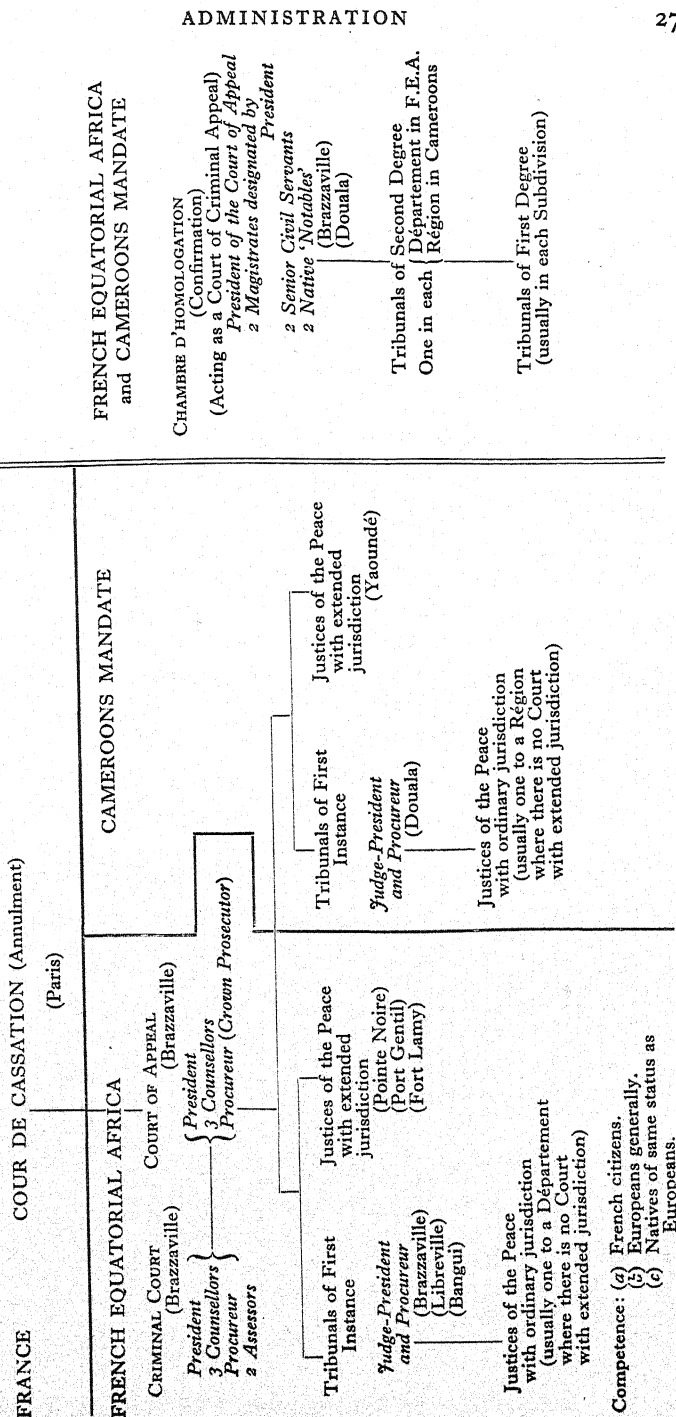 ADMINISTRATION
27
FRANCE
COUR DE CASSATION (Annulment)
(Paris)
FRENCH EQUATORIAL AFRICA
CRIMINAL COURT
(Brazzaville)
President
3 Counsellors
Procureur
2 Assessors
COURT OF APPEAL
(Brazzaville)
President
3 Counsellors
Procureur (Crown Prosecutor)
Tribunals of First
Instance
Judge-President
and Procureur
(Brazzaville)
(Libreville)
(Bangui)
Justices of the Peace
with extended
jurisdiction
(Pointe Noire)
(Port Gentil)
(Fort Lamy)
Justices of the Peace
with ordinary jurisdiction
(usually one to a Département
where there is no Court
with extended jurisdiction)
Competence: (a) French citizens.
(b) Europeans generally.
(c) Natives of same status as
Europeans.
CAMEROONS MANDATE
Tribunals of First
Instance
Judge-President
and Procureur
(Douala)
Justices of the Peace
with extended
jurisdiction
(Yaoundé)
Justices of the Peace
with ordinary jurisdiction
(usually one to a Région
where there is no Court
with extended jurisdiction)
FRENCH EQUATORIAL AFRICA
and CAMEROONS MANDATE
CHAMBRE D'HOMOLOGATION
(Confirmation)
(Acting as a Court of Criminal Appeal)
President of the Court of Appeal
2 Magistrates designated by
President
2 Senior Civil Servants
2 Native 'Notables'
(Brazzaville)
(Douala)
Tribunals of Second Degree
One in each { Département in F.E.A.
Région in Cameroons
Tribunals of First Degree
(usually in each Subdivision)